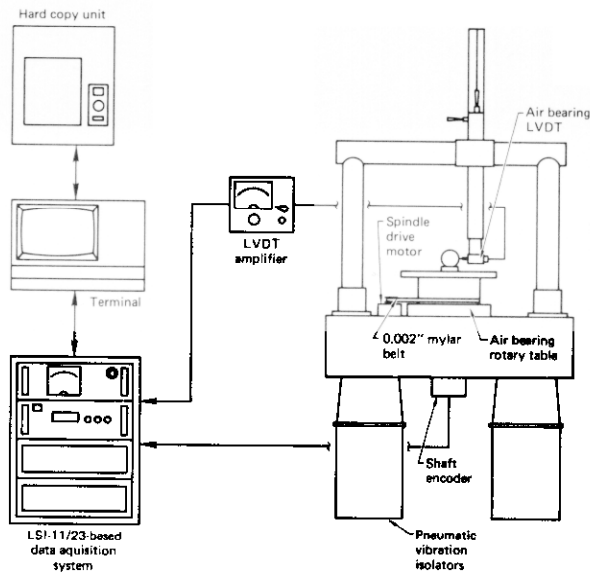 Hard copy unit
Air bearing
LVDT
LVDT
amplifier
Spindle
drive
motor
Terminal
0.002" mylar
belt
Air bearing
rotary table
Shaft
encoder
LSI-11/23-based
data aquisition
system
Pneumatic
vibration
isolators